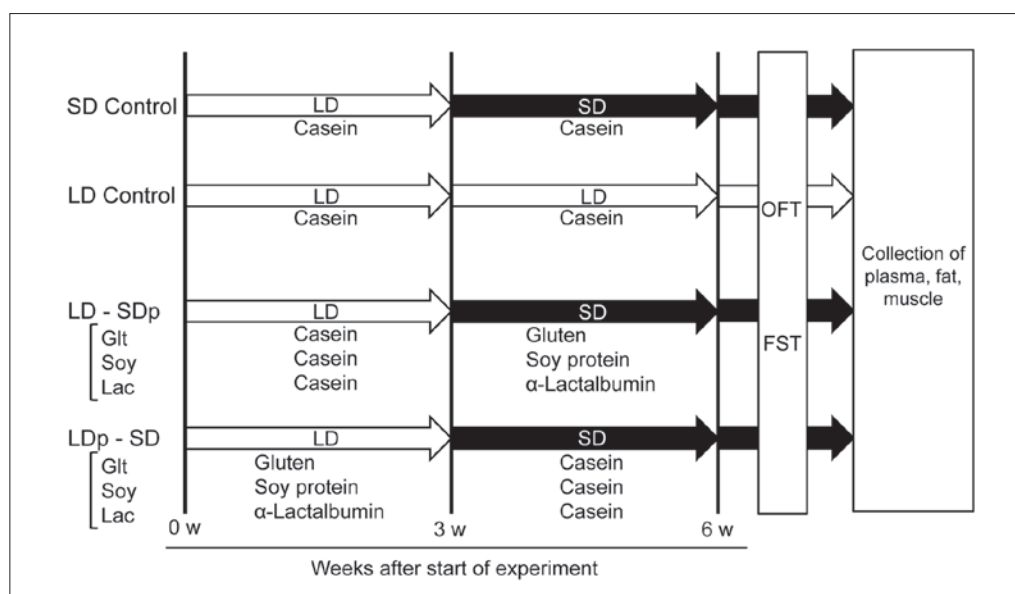 SD Control
LD
Casein
SD
Casein
LD Control
LD
Casein
LD
Casein
OFT
FST
Collection of
plasma, fat,
muscle
LD - SDp
Glt
Soy
Lac
LD
Casein
Casein
Casein
SD
Gluten
Soy protein
α-Lactalbumin
LDp - SD
Glt
Soy
Lac
LD
Gluten
Soy protein
α-Lactalbumin
SD
Casein
Casein
Casein
0 w
3 w
6 w
Weeks after start of experiment